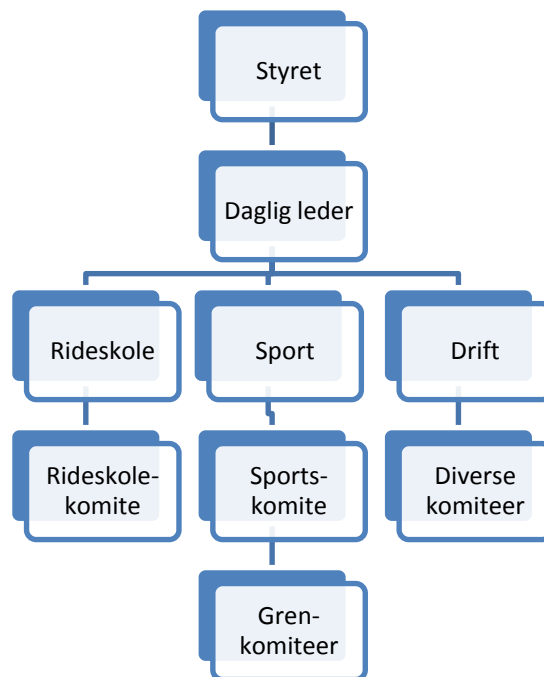 Styret
Daglig leder
Rideskole
Sport
Drift
Rideskole-
komite
Sports-
komite
Diverse
komiteer
Gren-
komiteer